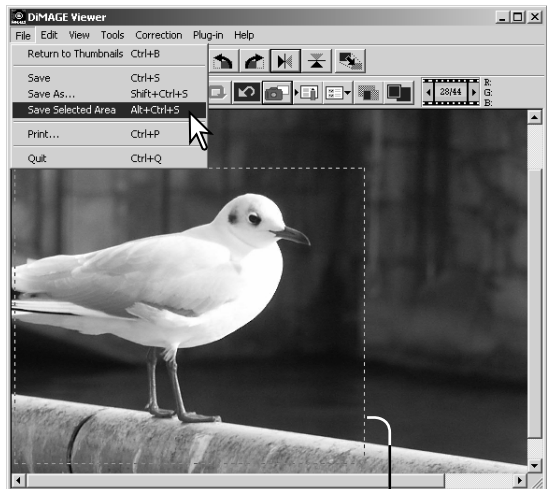 DiMAGE Viewer
File Edit View Tools Correction Plug-in Help
Return to Thumbnails Ctrl+B
Save Ctrl+S
Save As... Shift+Ctrl+S
Save Selected Area Alt+Ctrl+S
Print... Ctrl+P
Quit Ctrl+Q
28/44
R:
G:
B: